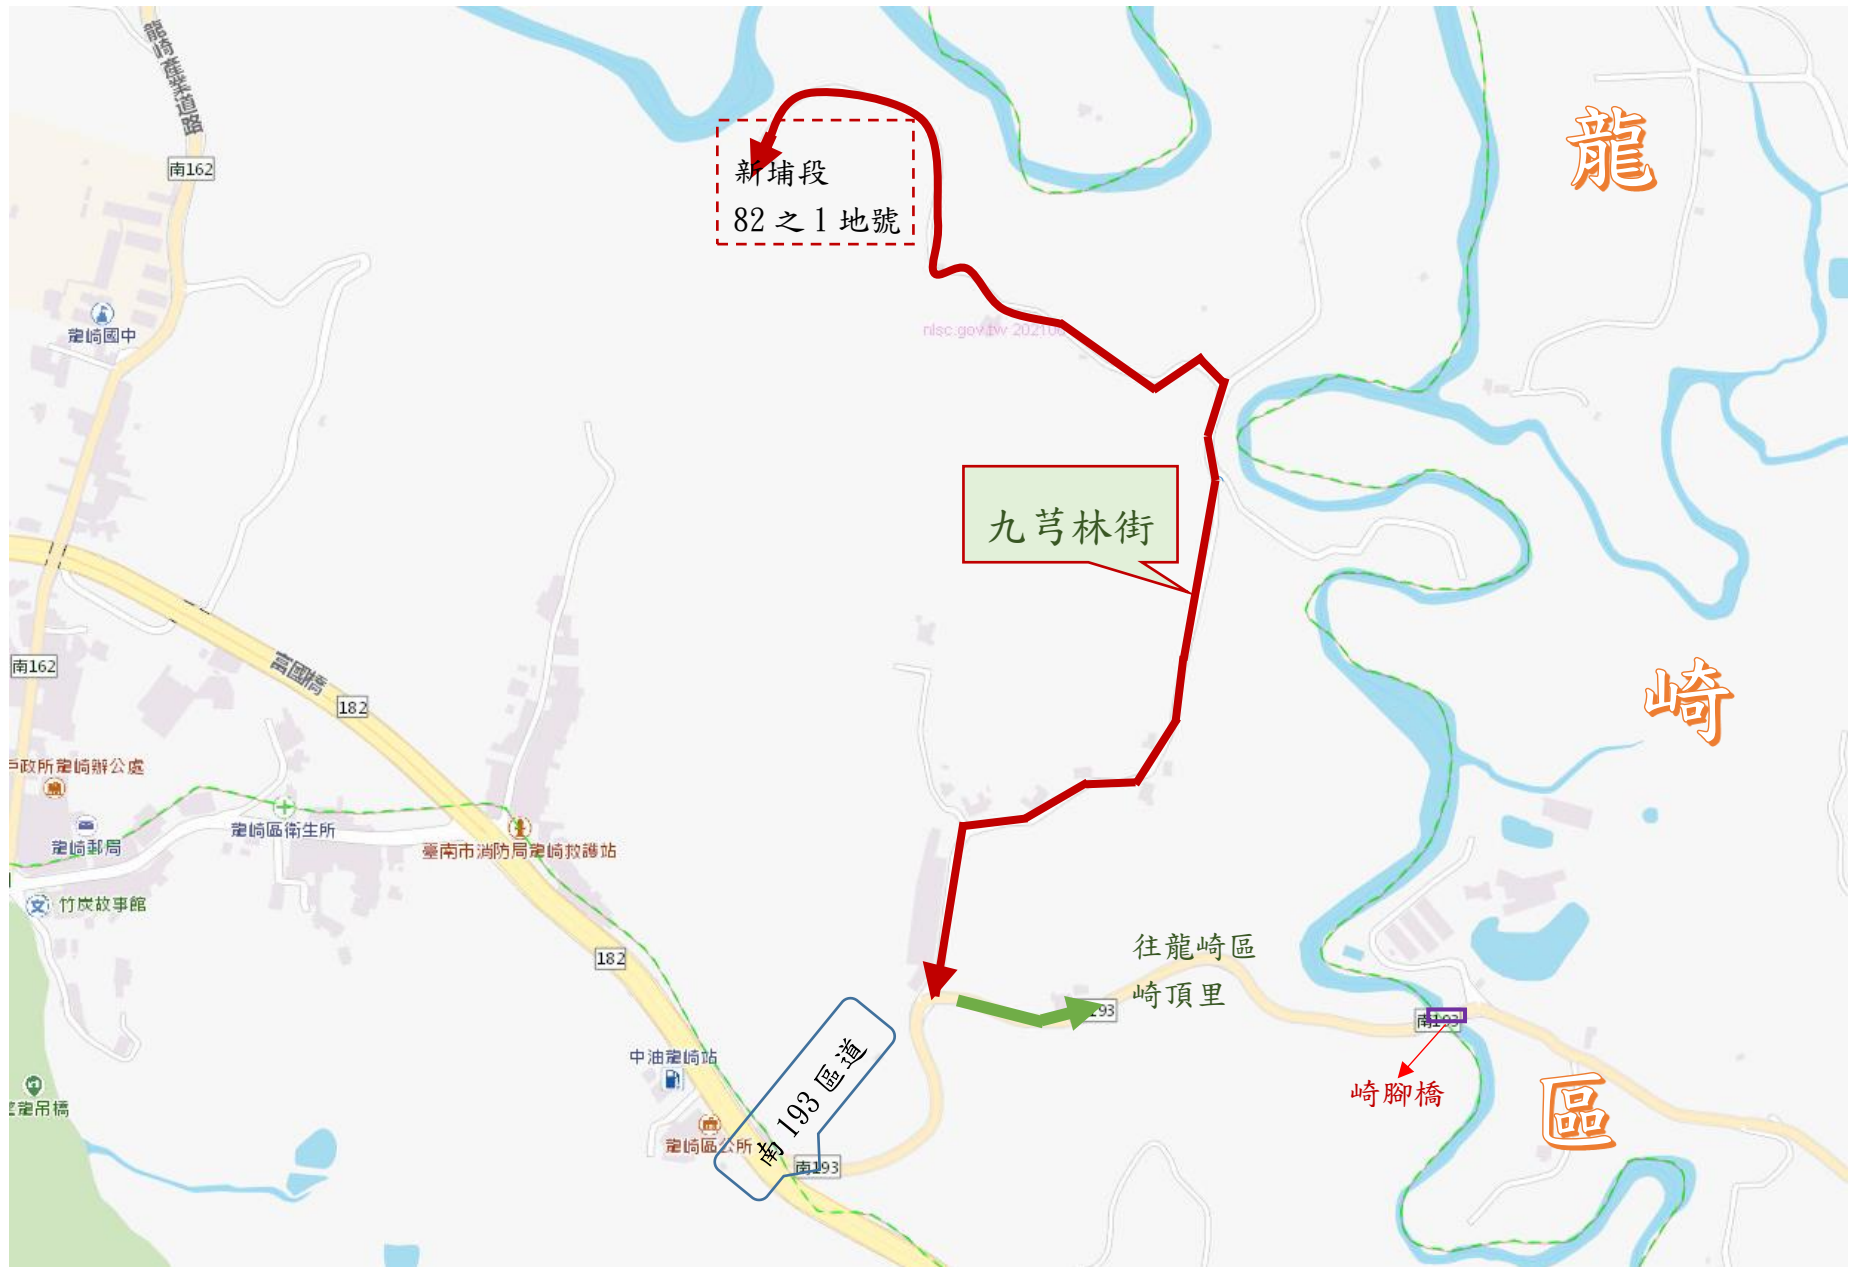 龍崎產業道路
南162
龍
新埔段
82之1地號
龍崎國中
nlsc.gov.tw 20210
九芎林街
南162
富國橋
182
崎
戶政所龍崎辦公處
龍崎郵局
龍崎區衛生所
臺南市消防局龍崎救護站
竹炭故事館
往龍崎區
崎頂里
182
193
南193
中油龍崎站
南193區道
崎腳橋
區
龍吊橋
龍崎區公所
南193